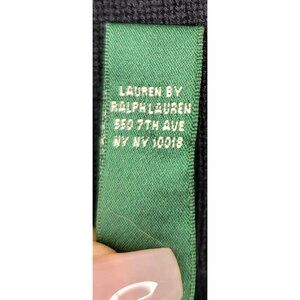 LAUREN BY
RALPH LAUREN
550 7TH AVE
NY NY 10018